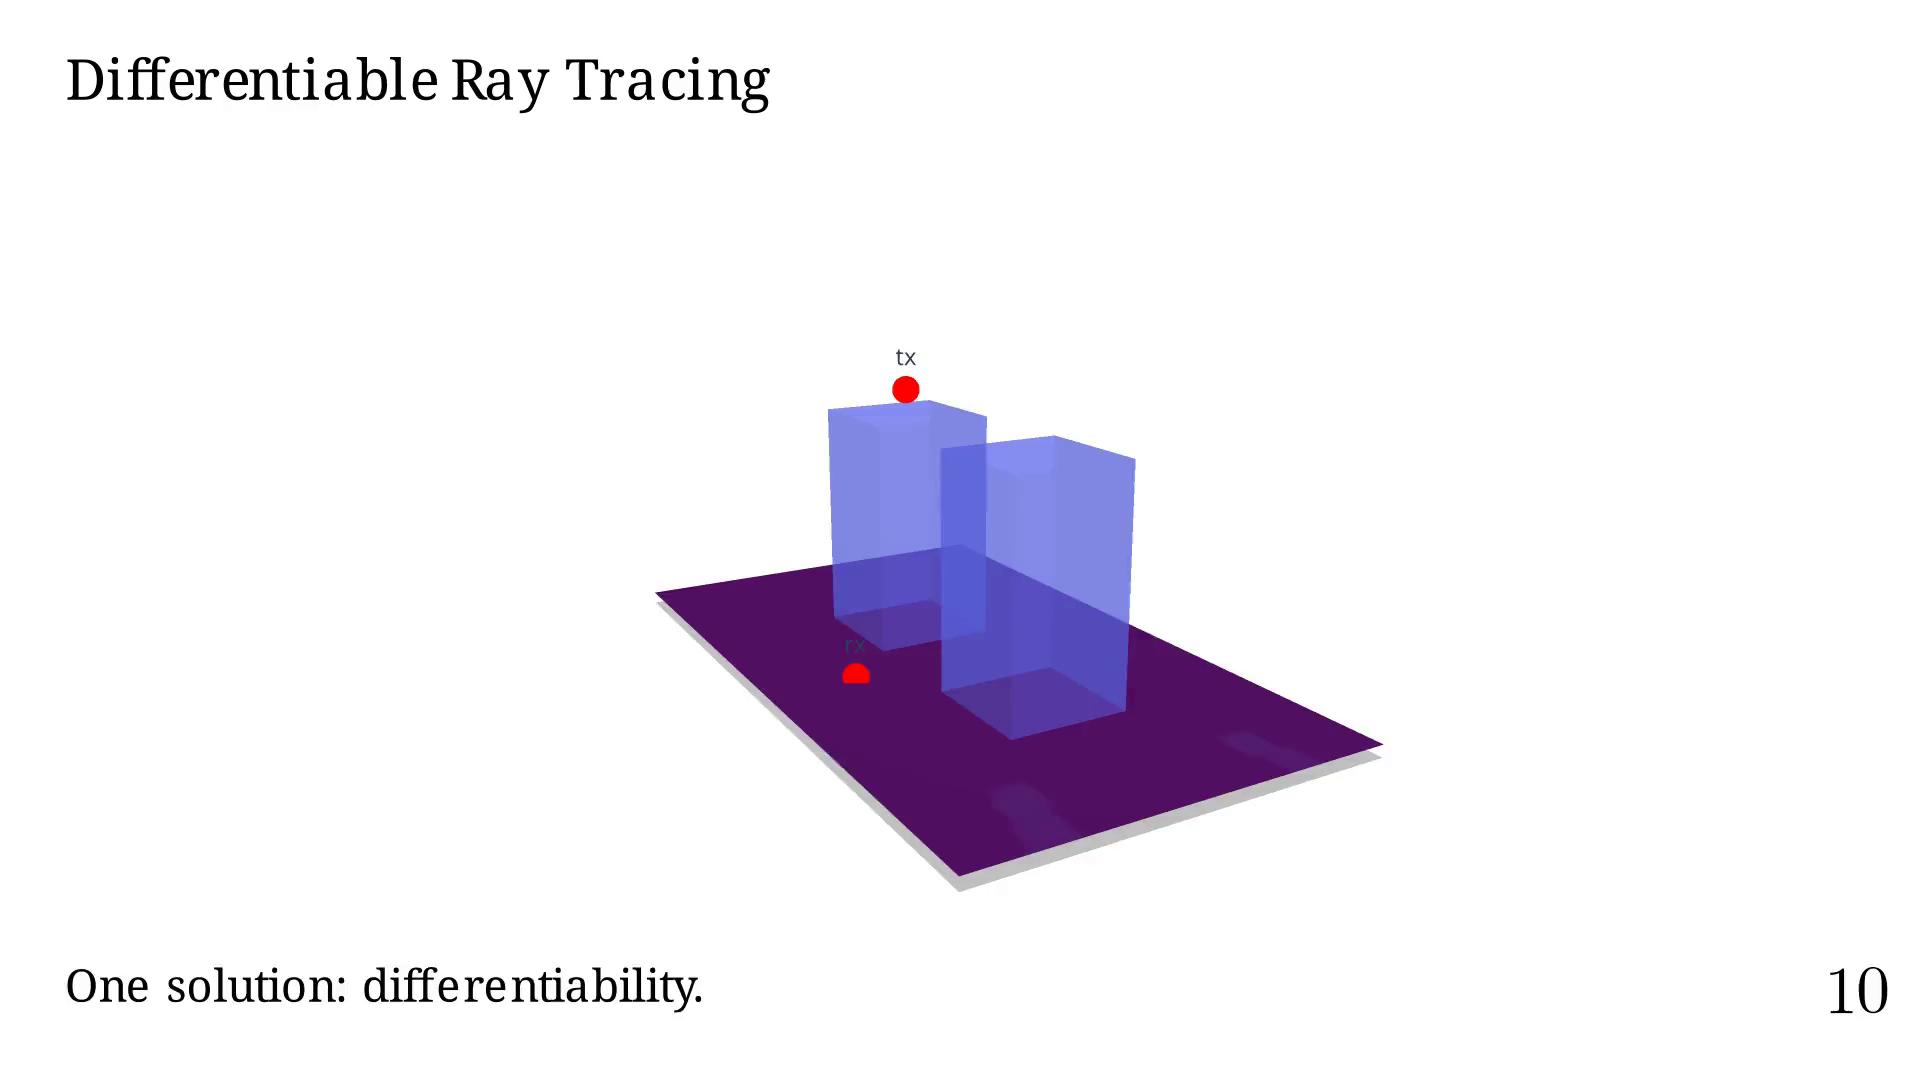 Differentiable Ray Tracing
tx
rx
One solution: differentiability.
10